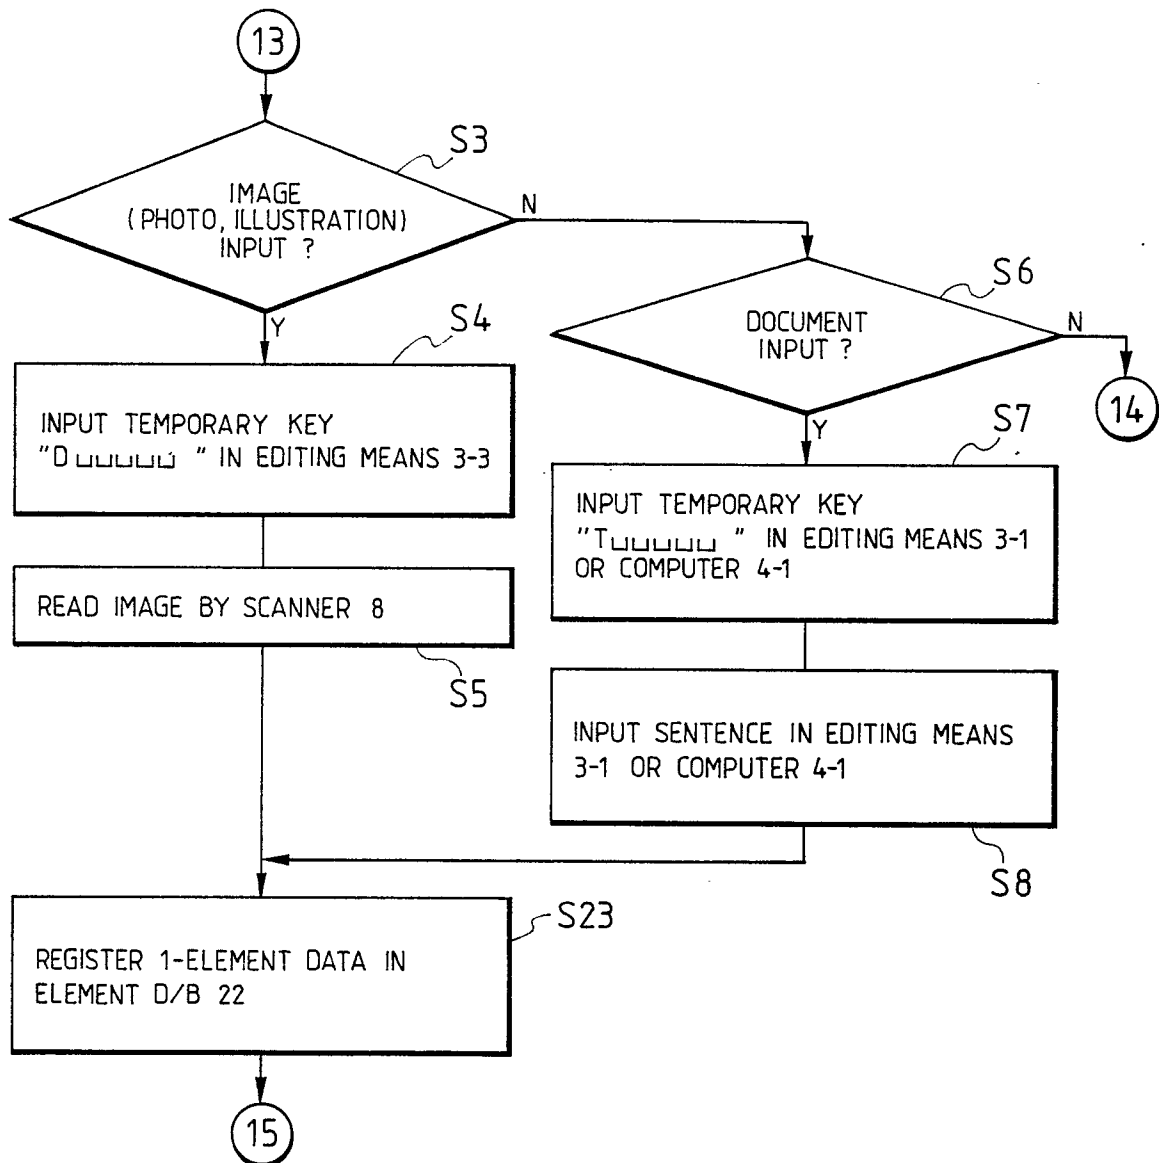 13
S3
IMAGE
(PHOTO, ILLUSTRATION)
INPUT ?
N
Y
S6
DOCUMENT
INPUT ?
N
Y
14
S4
INPUT TEMPORARY KEY
"D␣␣␣␣␣ " IN EDITING MEANS 3-3
S7
INPUT TEMPORARY KEY
"T␣␣␣␣␣ " IN EDITING MEANS 3-1
OR COMPUTER 4-1
READ IMAGE BY SCANNER 8
S5
INPUT SENTENCE IN EDITING MEANS
3-1 OR COMPUTER 4-1
S8
S23
REGISTER 1-ELEMENT DATA IN
ELEMENT D/B 22
15